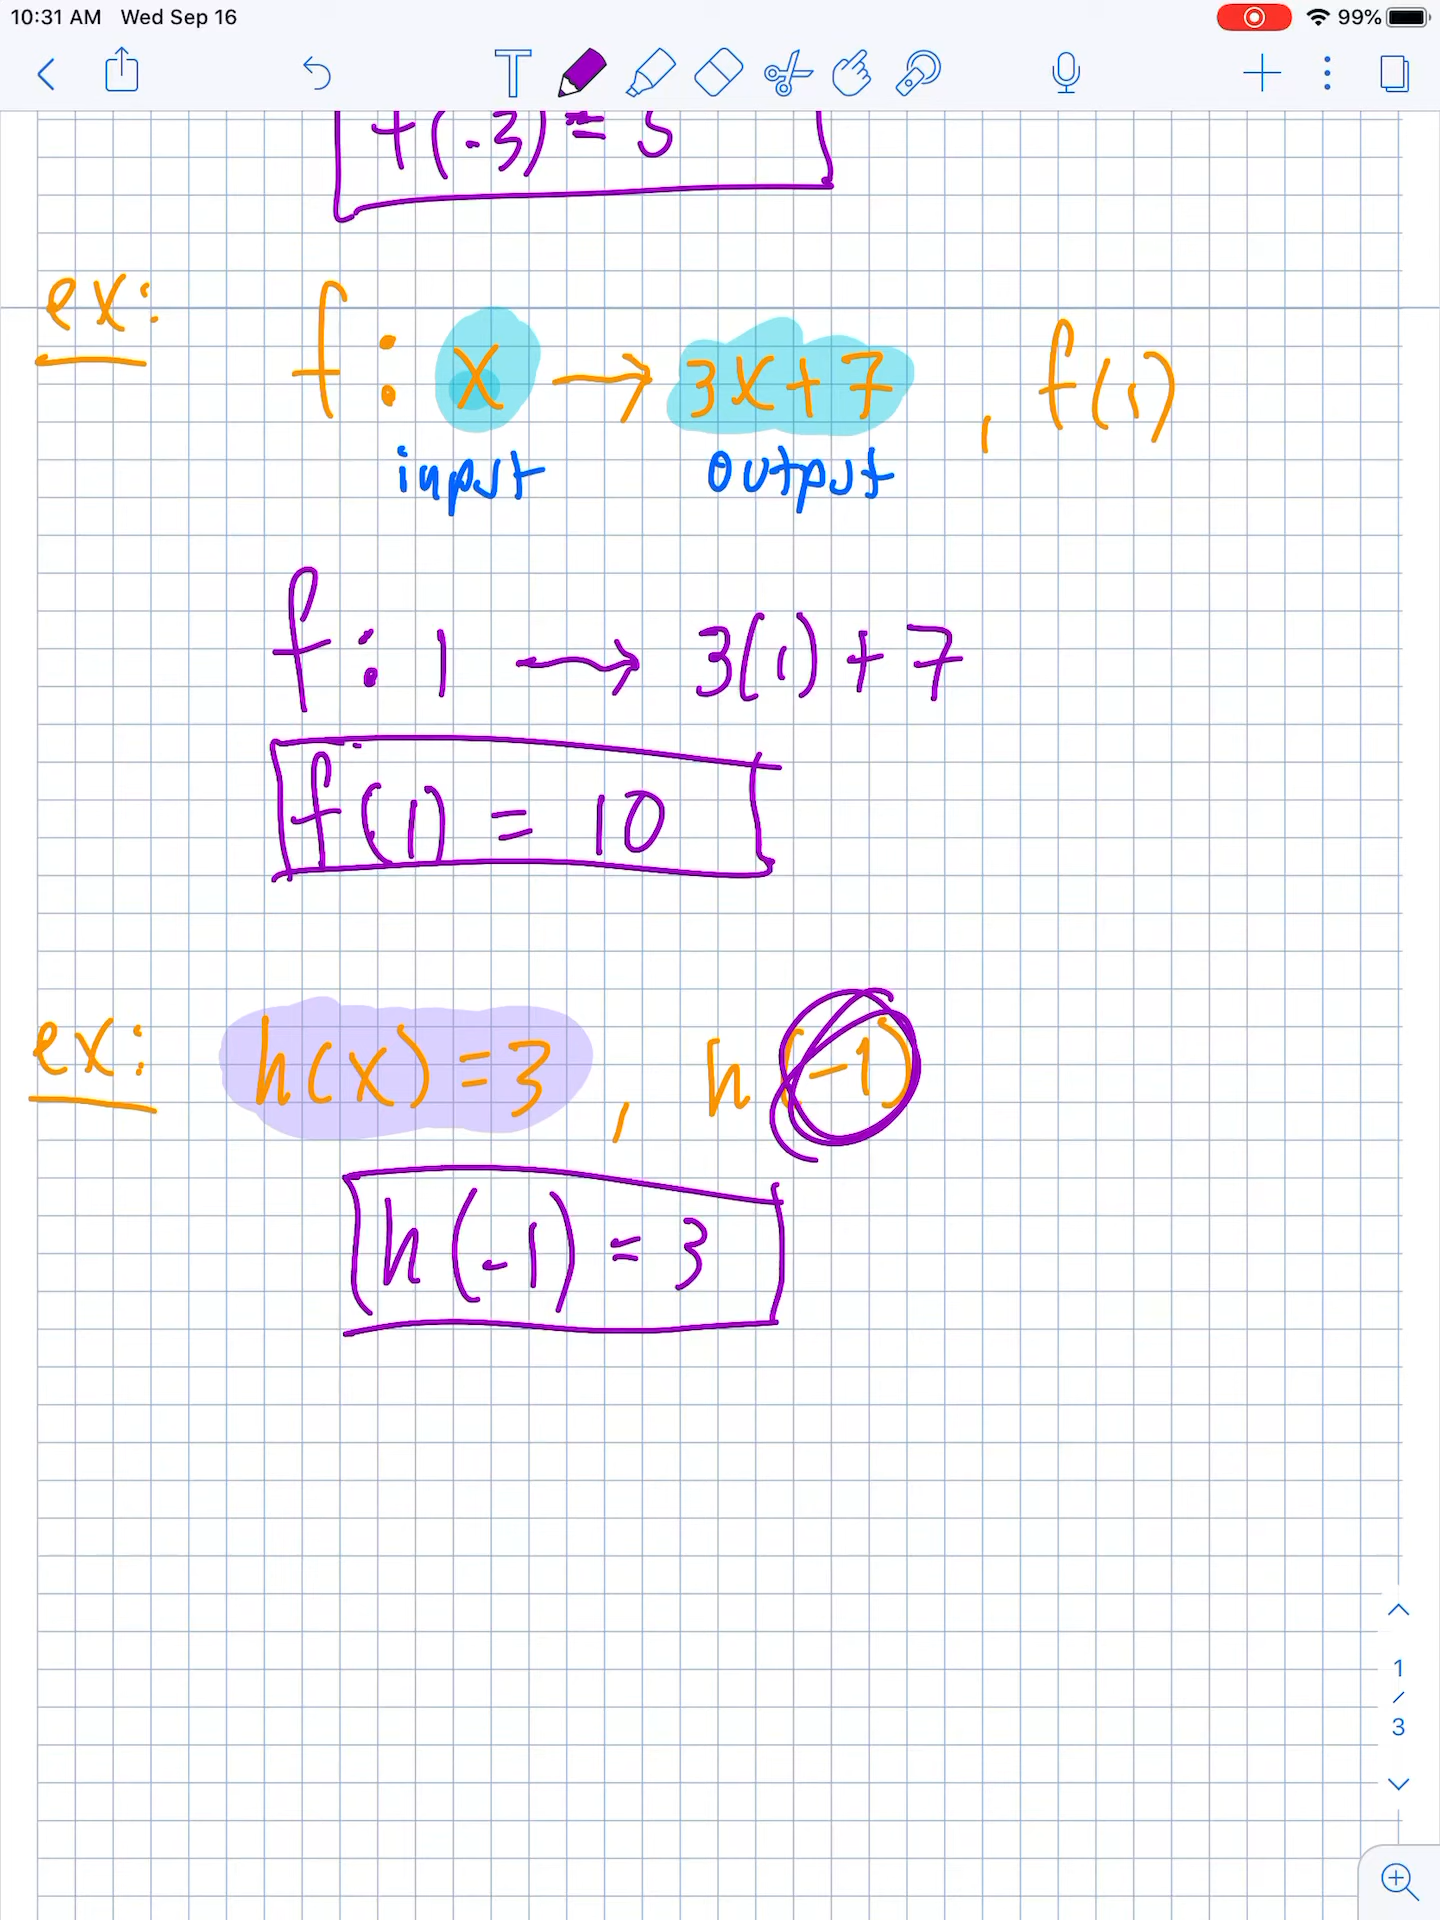 10:31 AM Wed Sep 16 99%
T
f(-3) = 5
ex: f : x → 3x+7 , f(1)
input output
f : 1 → 3(1) + 7
f(1) = 10
ex: h(x) = 3 , h(-1)
h(-1) = 3
1
/
3